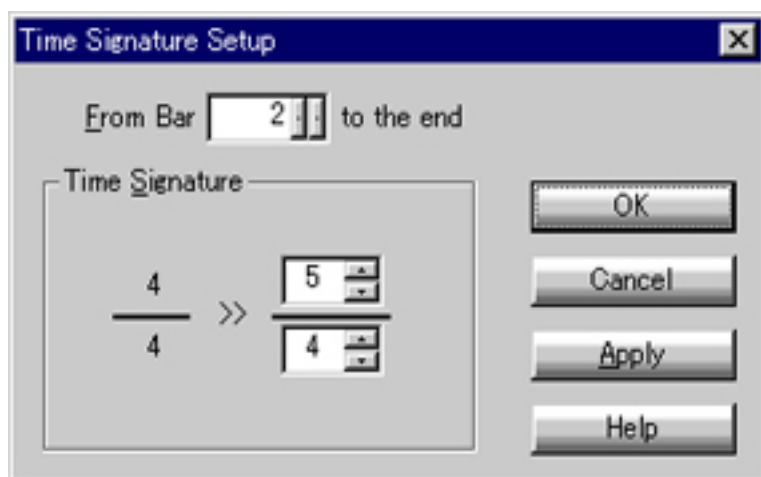 Time Signature Setup
From Bar 2 to the end
Time Signature
4
4
>>
5
4
OK
Cancel
Apply
Help